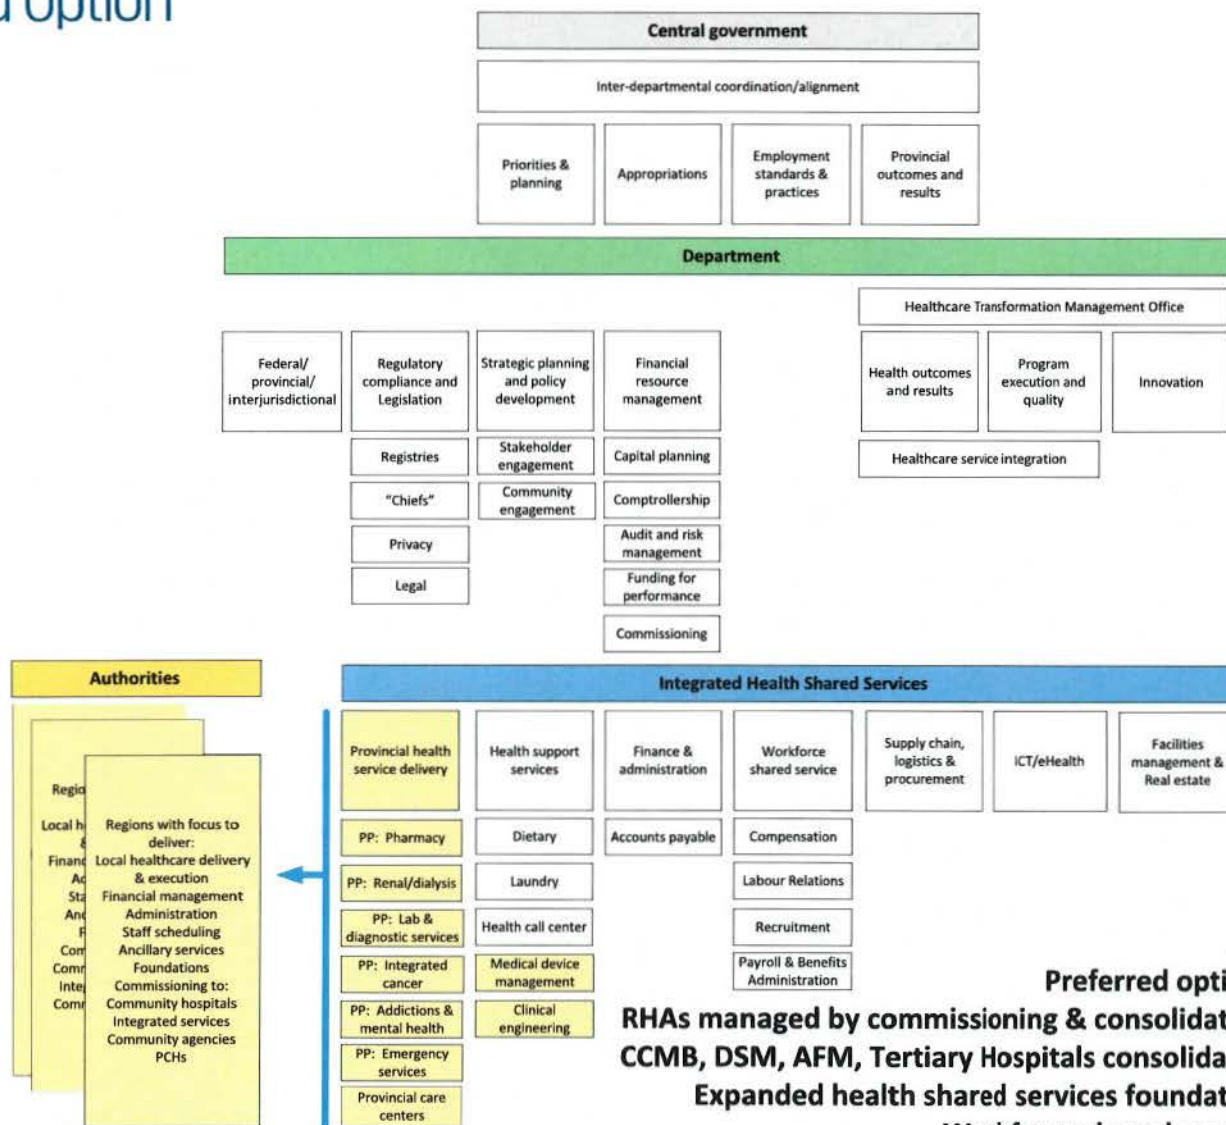 option
Central government
Inter-departmental coordination/alignment
Priorities &
planning
Appropriations
Employment
standards &
practices
Provincial
outcomes and
results
Department
Healthcare Transformation Management Office
Federal/
provincial/
interjurisdictional
Regulatory
compliance and
Legislation
Strategic planning
and policy
development
Financial
resource
management
Health outcomes
and results
Program
execution and
quality
Innovation
Registries
"Chiefs"
Privacy
Legal
Stakeholder
engagement
Community
engagement
Capital planning
Comptrollership
Audit and risk
management
Funding for
performance
Commissioning
Healthcare service integration
Authorities
Regions with focus to
deliver:
Local healthcare delivery
& execution
Financial management
Administration
Staff scheduling
Ancillary services
Foundations
Commissioning to:
Community hospitals
Integrated services
Community agencies
PCHs
Integrated Health Shared Services
Provincial health
service delivery
PP: Pharmacy
PP: Renal/dialysis
PP: Lab &
diagnostic services
PP: Integrated
cancer
PP: Addictions &
mental health
PP: Emergency
services
Provincial care
centers
Health support
services
Dietary
Laundry
Health call center
Medical device
management
Clinical
engineering
Finance &
administration
Accounts payable
Workforce
shared service
Compensation
Labour Relations
Recruitment
Payroll & Benefits
Administration
Supply chain,
logistics &
procurement
ICT/eHealth
Facilities
management &
Real estate
Preferred opti
RHAs managed by commissioning & consolidat
CCMB, DSM, AFM, Tertiary Hospitals consolida
Expanded health shared services foundat